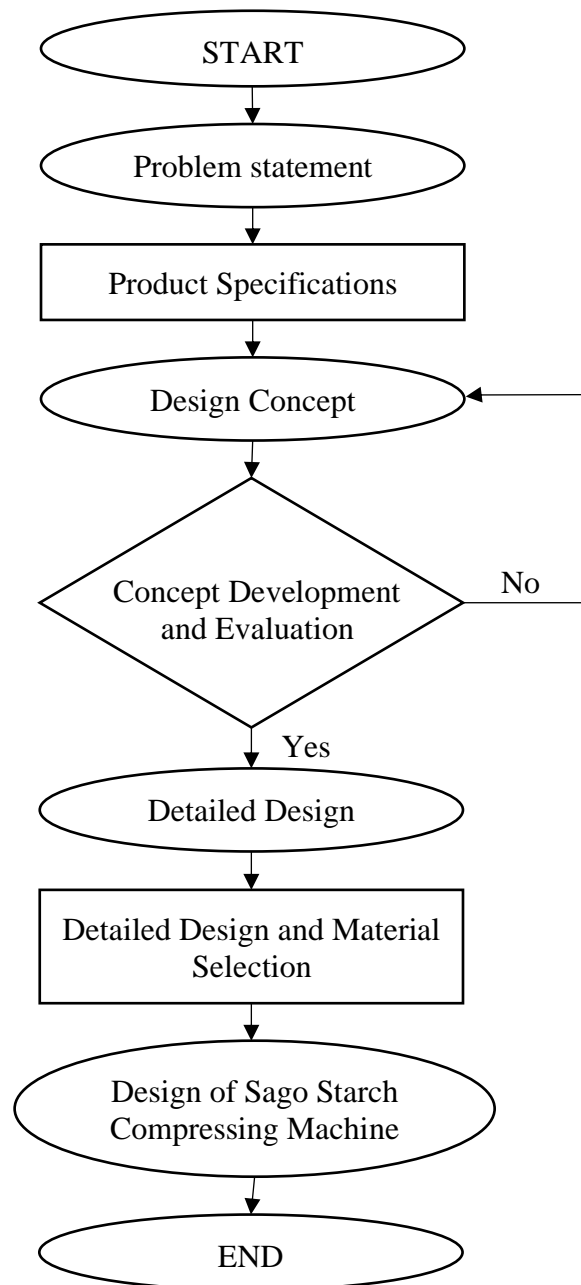 START
Problem statement
Product Specifications
Design Concept
Concept Development
and Evaluation
No
Yes
Detailed Design
Detailed Design and Material
Selection
Design of Sago Starch
Compressing Machine
END